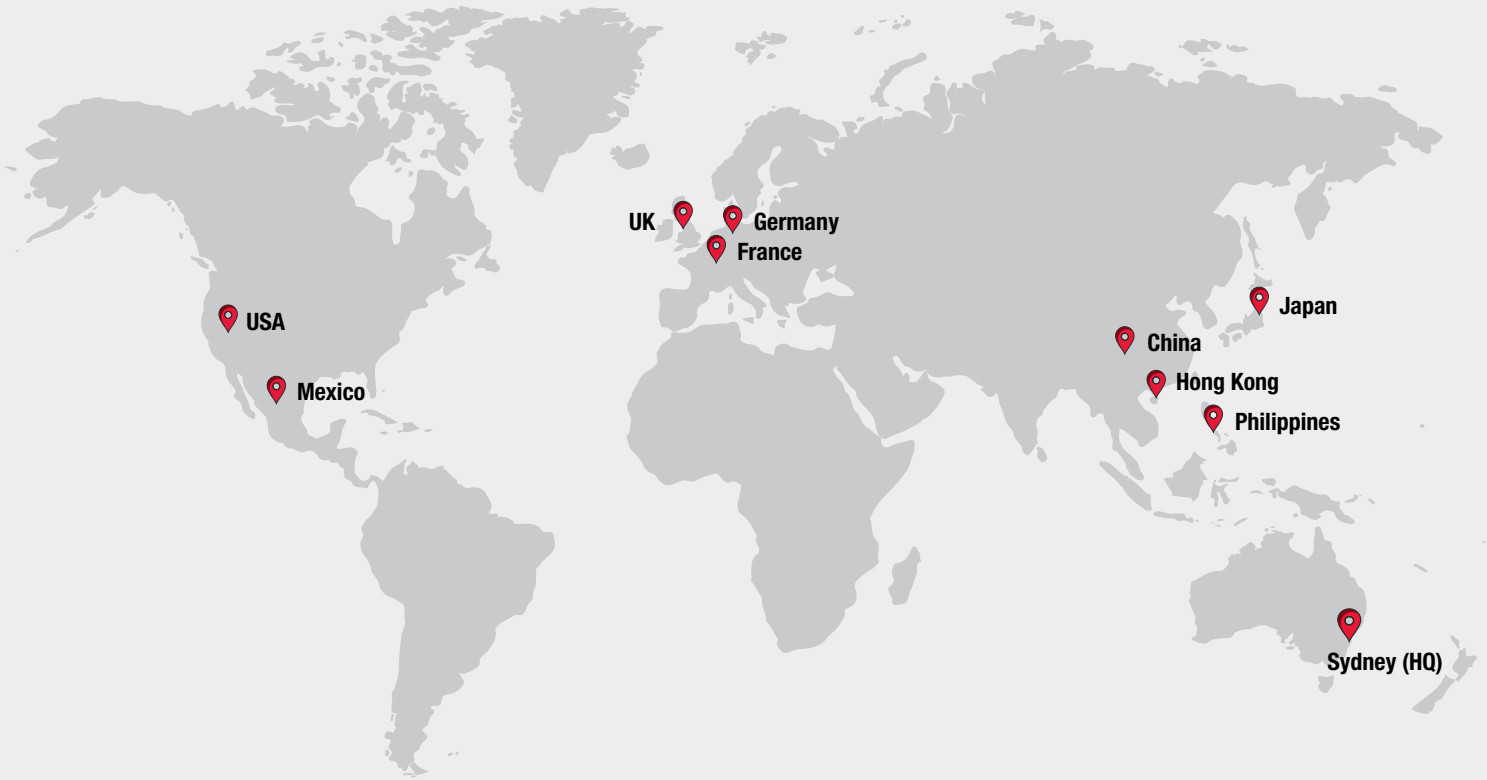 UK
Germany
France
USA
Japan
China
Mexico
Hong Kong
Philippines
Sydney (HQ)